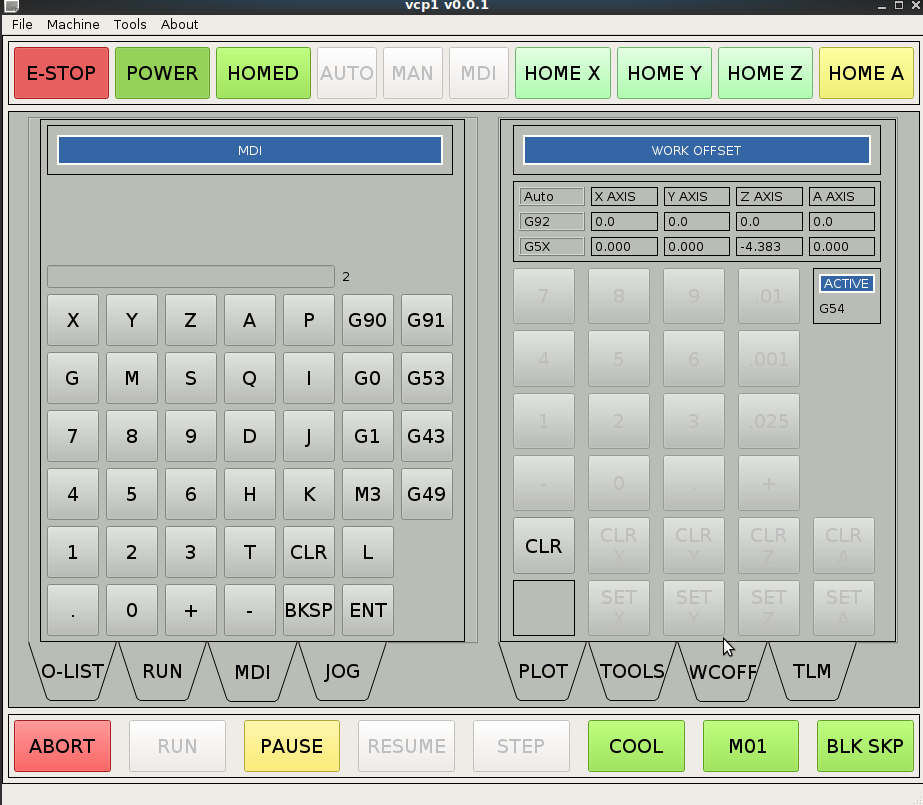 vcp1 v0.0.1
File Machine Tools About
E-STOP POWER HOMED AUTO MAN MDI HOME X HOME Y HOME Z HOME A
MDI
2
X Y Z A P G90 G91
G M S Q I G0 G53
7 8 9 D J G1 G43
4 5 6 H K M3 G49
1 2 3 T CLR L
. 0 + - BKSP ENT
O-LIST RUN MDI JOG
WORK OFFSET
Auto X AXIS Y AXIS Z AXIS A AXIS
G92 0.0 0.0 0.0 0.0
G5X 0.000 0.000 -4.383 0.000
7 8 9 .01
ACTIVE
G54
4 5 6 .001
1 2 3 .025
- 0 . +
CLR CLR X CLR Y CLR Z CLR A
SET X SET Y SET Z SET A
PLOT TOOLS WCOFF TLM
ABORT RUN PAUSE RESUME STEP COOL M01 BLK SKP